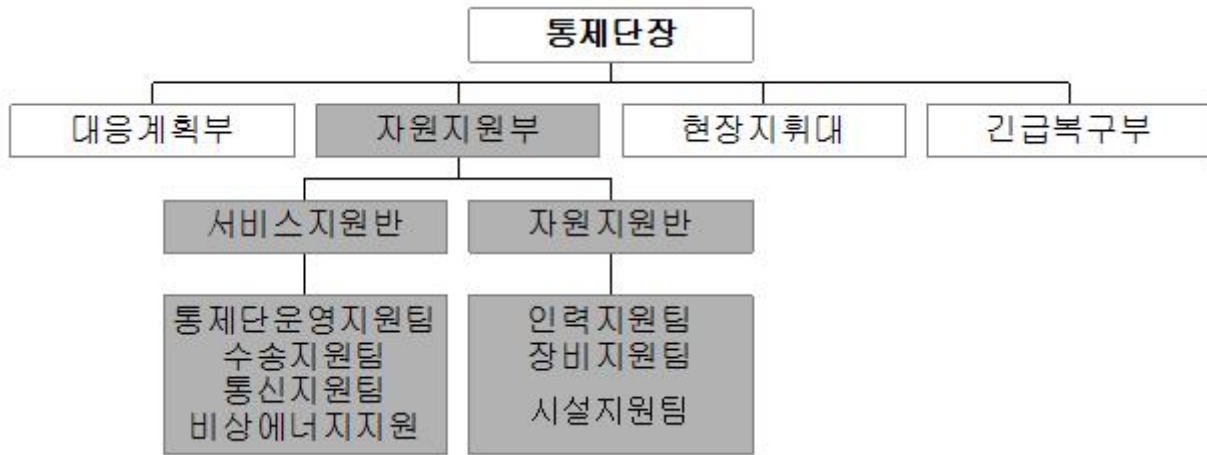 통제단장
대응계획부
자원지원부
현장지휘대
긴급복구부
서비스지원반
자원지원반
통제단운영지원팀
수송지원팀
통신지원팀
비상에너지지원
인력지원팀
장비지원팀
시설지원팀